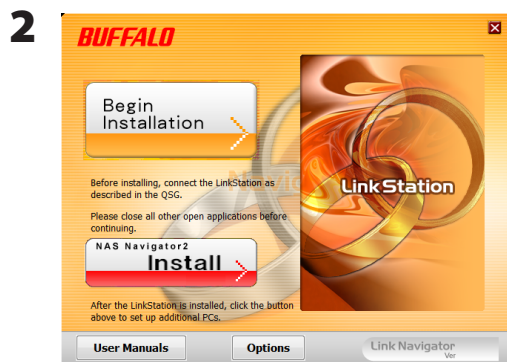 2
BUFFALO
Begin
Installation
Before installing, connect the LinkStation as
described in the QSG.
Please close all other open applications before
continuing.
LinkStation
NAS Navigator2
Install
After the LinkStation is installed, click the button
above to set up additional PCs.
User Manuals
Options
Link Navigator
Ver